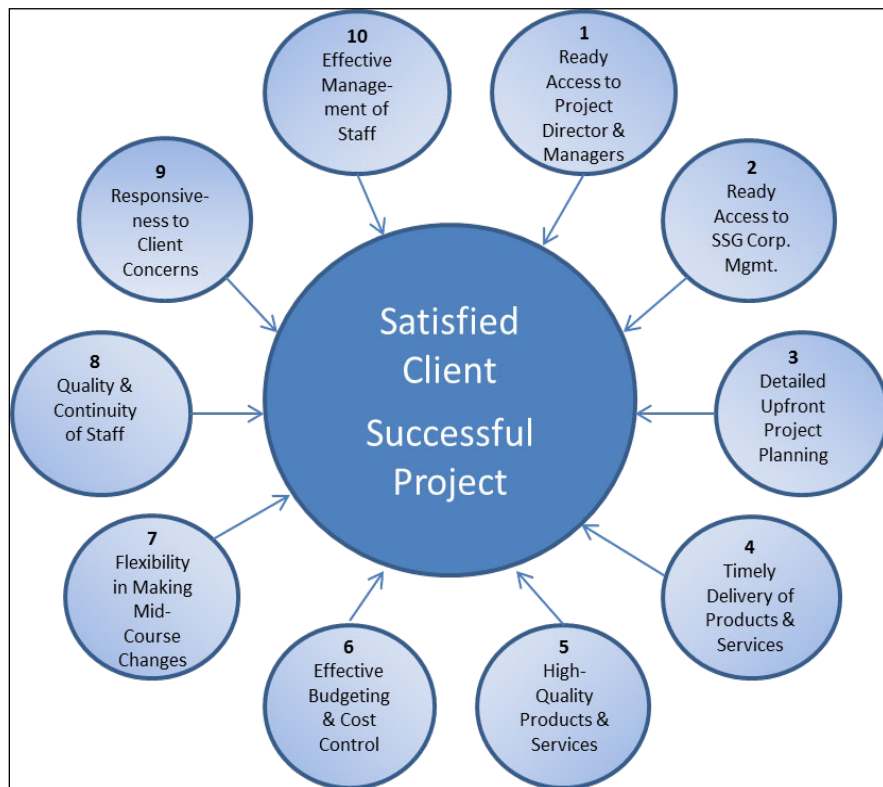 10
Effective
Manage-
ment of
Staff
1
Ready
Access to
Project
Director &
Managers
2
Ready
Access to
SSG Corp.
Mgmt.
3
Detailed
Upfront
Project
Planning
4
Timely
Delivery of
Products &
Services
5
High-
Quality
Products &
Services
6
Effective
Budgeting
& Cost
Control
7
Flexibility
in Making
Mid-
Course
Changes
8
Quality &
Continuity
of Staff
9
Responsive-
ness to
Client
Concerns
Satisfied
Client
Successful
Project